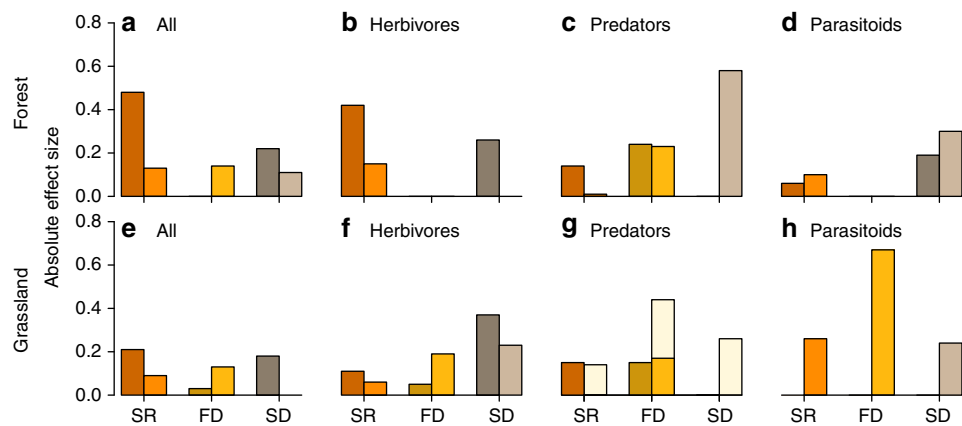 a All
b Herbivores
c Predators
d Parasitoids
Forest
0.8
0.6
0.4
0.2
0.0
Absolute effect size
e All
f Herbivores
g Predators
h Parasitoids
Grassland
0.8
0.6
0.4
0.2
0.0
SR FD SD
SR FD SD
SR FD SD
SR FD SD